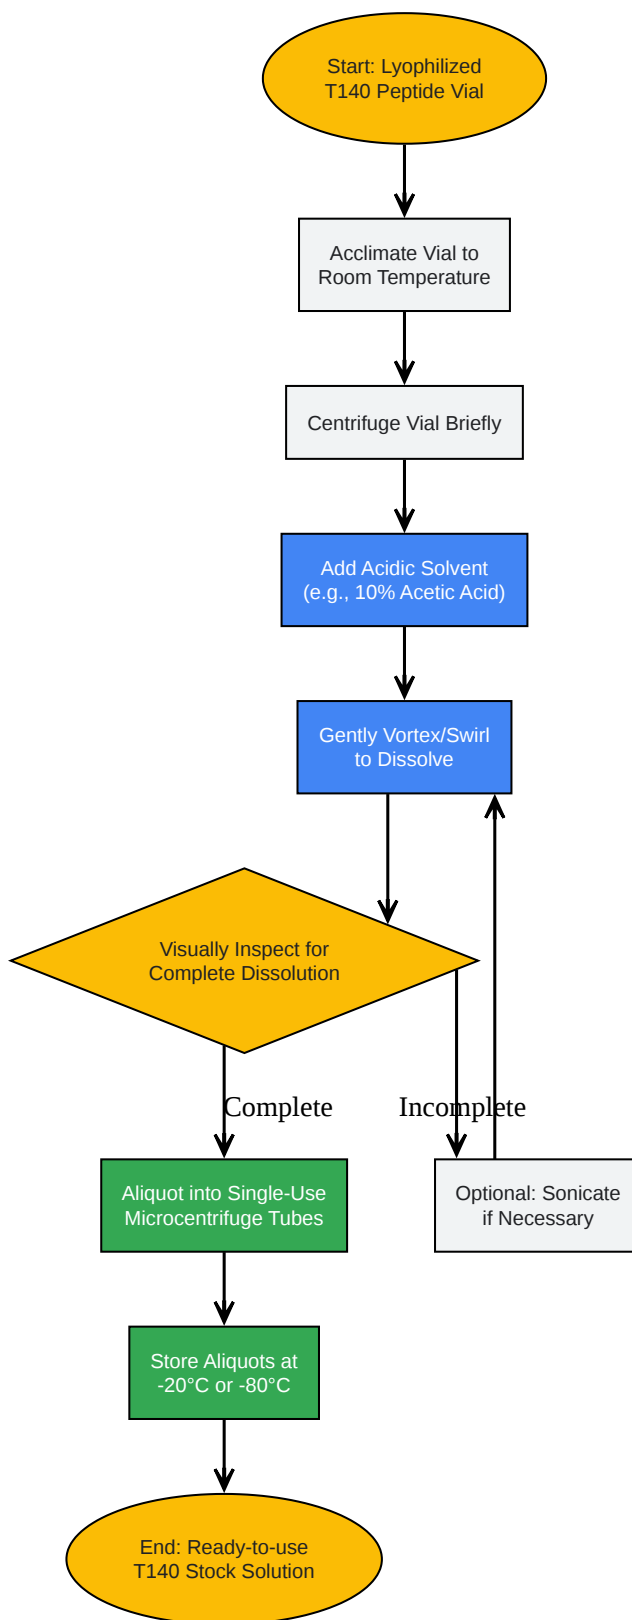 Start: Lyophilized
T140 Peptide Vial
Acclimate Vial to
Room Temperature
Centrifuge Vial Briefly
Add Acidic Solvent
(e.g., 10% Acetic Acid)
Gently Vortex/Swirl
to Dissolve
Visually Inspect for
Complete Dissolution
Complete
Incomplete
Aliquot into Single-Use
Microcentrifuge Tubes
Optional: Sonicate
if Necessary
Store Aliquots at
-20°C or -80°C
End: Ready-to-use
T140 Stock Solution